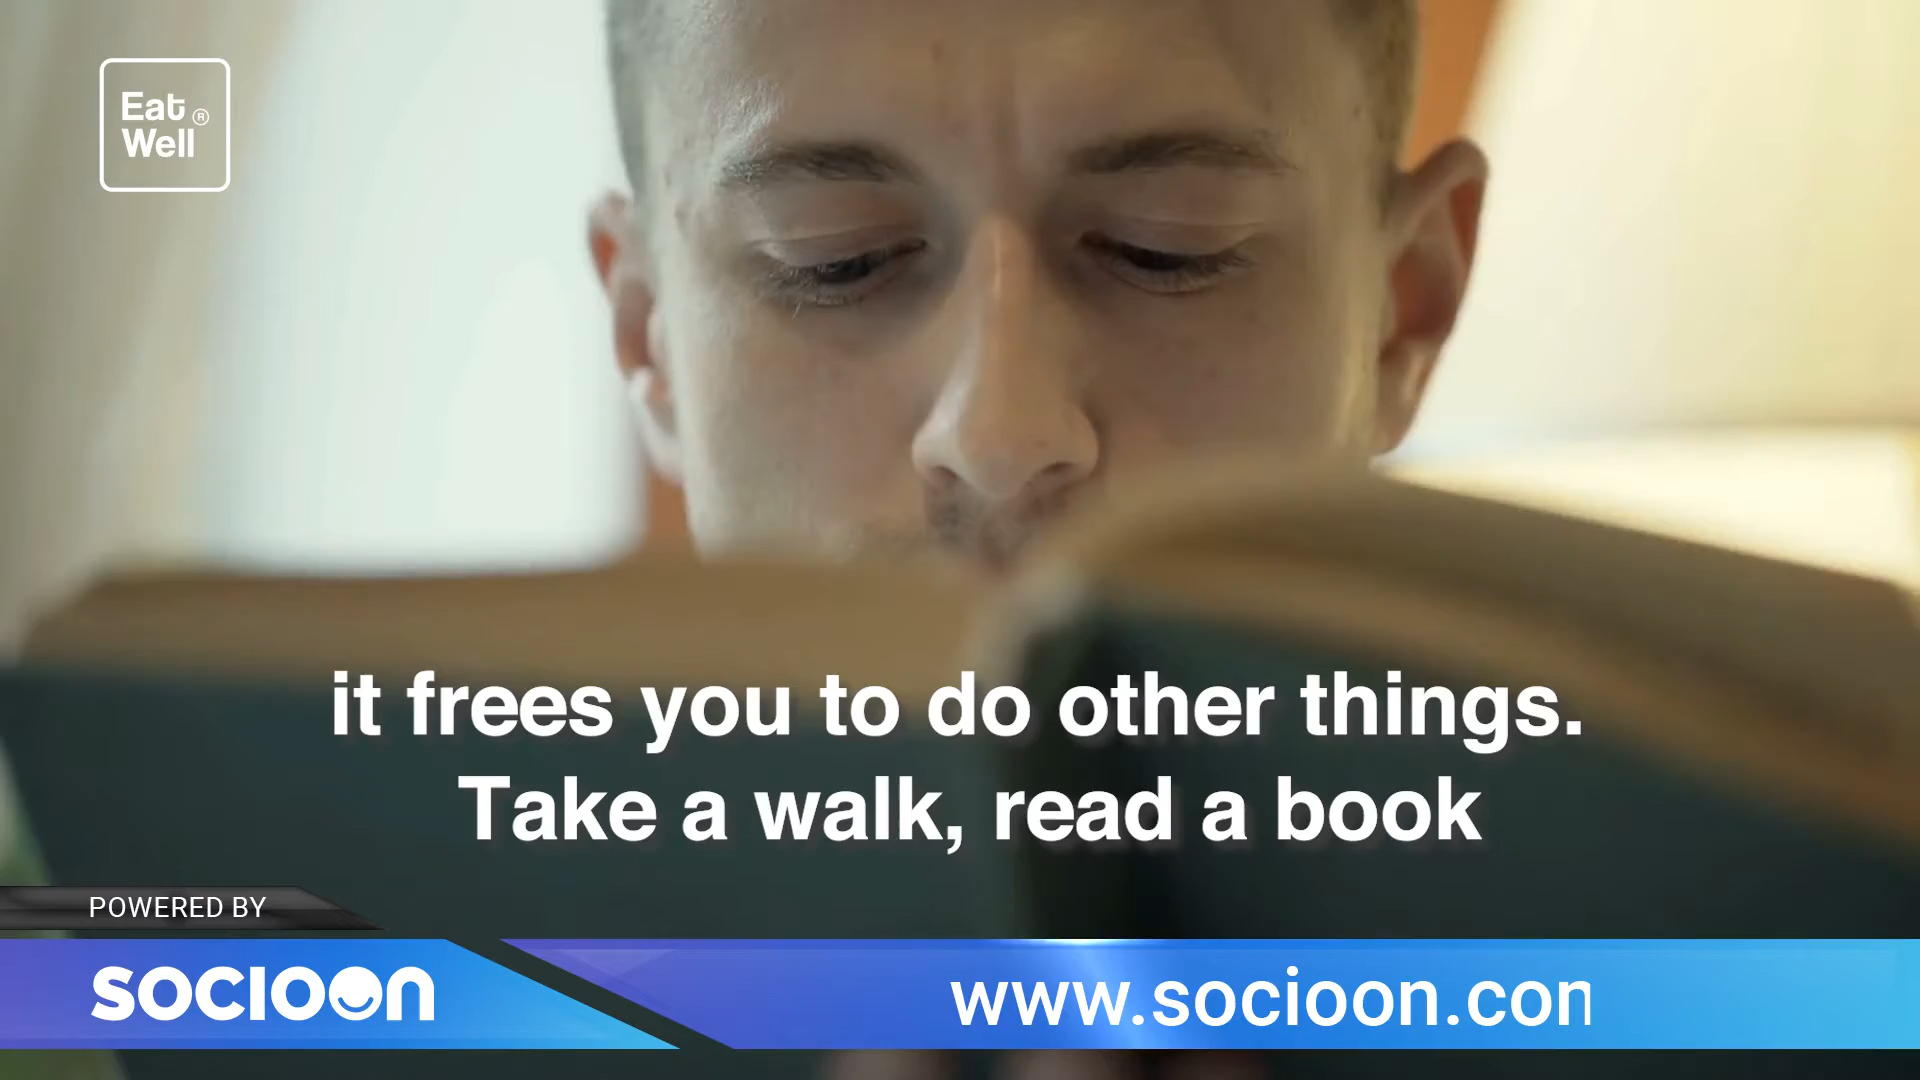 Eat
Well ®
it frees you to do other things.
Take a walk, read a book
POWERED BY
socioon
www.socioon.con